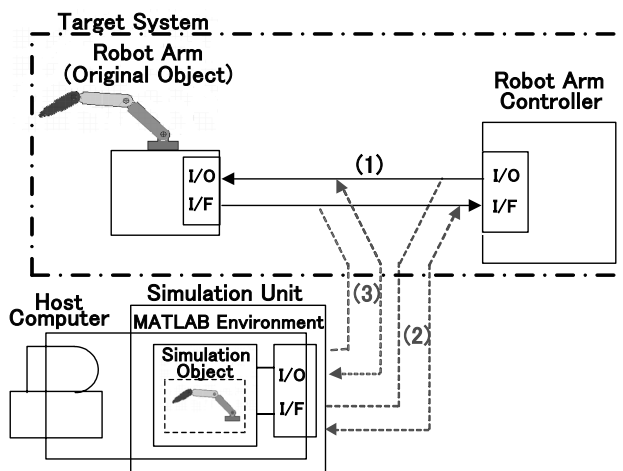 Target System
Robot Arm
(Original Object)
Robot Arm
Controller
(1)
I/O
I/F
I/O
I/F
(3)
(2)
Host
Computer
Simulation Unit
MATLAB Environment
Simulation
Object
I/O
I/F